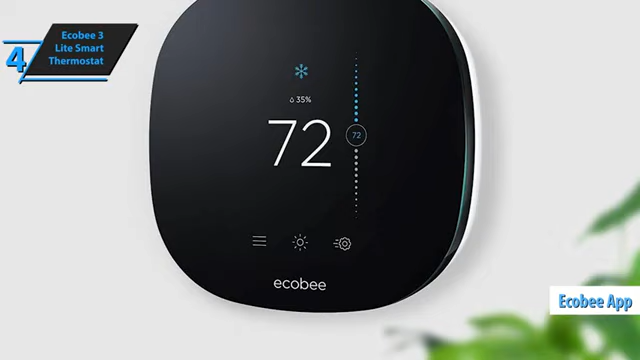 4
Ecobee 3
Lite Smart
Thermostat
35%
72
72
ecobee
Ecobee App